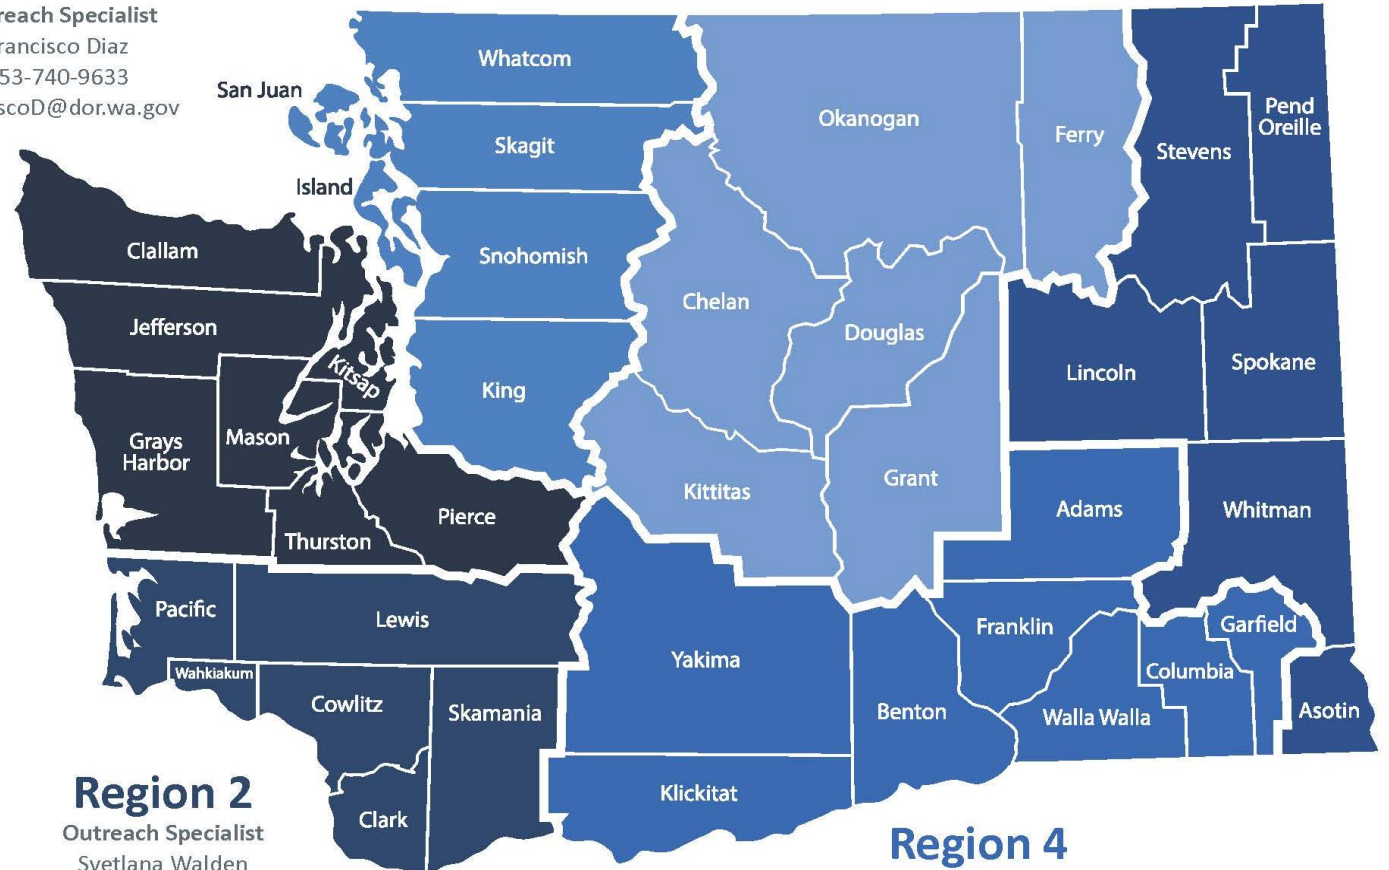 reach Specialist
rancisco Diaz
53-740-9633
scoD@dor.wa.gov
San Juan
Whatcom
Skagit
Island
Snohomish
King
Okanogan
Ferry
Stevens
Pend
Oreille
Clallam
Jefferson
Kitsap
Grays
Harbor
Mason
Thurston
Pierce
Chelan
Douglas
Kittitas
Grant
Lincoln
Spokane
Adams
Whitman
Pacific
Lewis
Wahkiakum
Cowlitz
Skamania
Clark
Yakima
Klickitat
Benton
Franklin
Walla Walla
Columbia
Garfield
Asotin
Region 2
Outreach Specialist
Svetlana Walden
Region 4